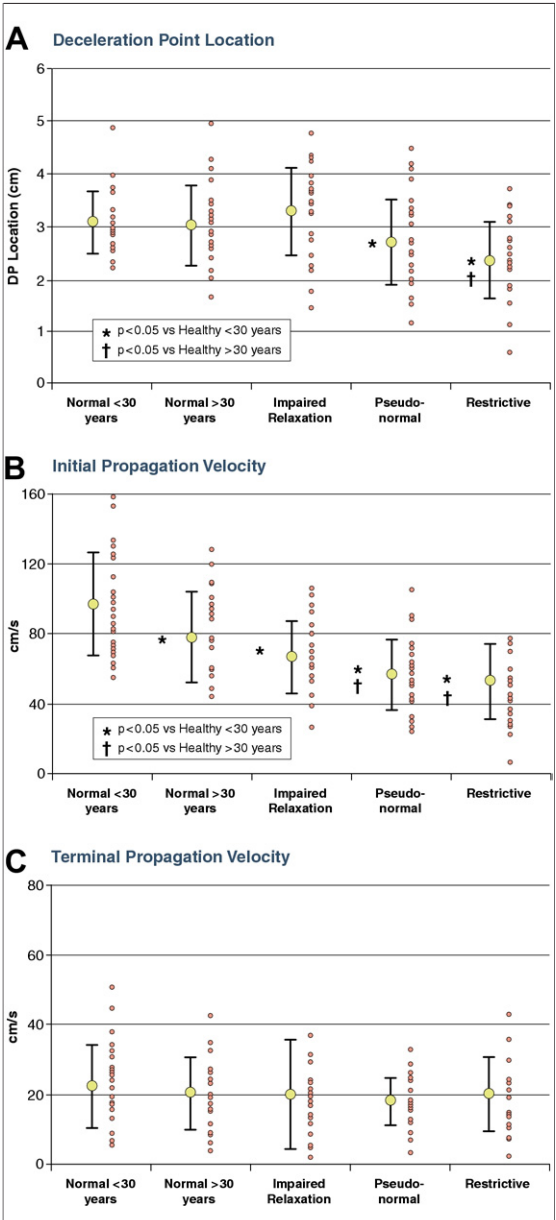 A Deceleration Point Location
6
5
4
3
2
1
0
DP Location (cm)
*
*
†
* p<0.05 vs Healthy <30 years
† p<0.05 vs Healthy >30 years
Normal <30 Normal >30 Impaired Pseudo- Restrictive
years years Relaxation normal
B Initial Propagation Velocity
160
120
80
40
0
cm/s
*
*
*
†
*
†
* p<0.05 vs Healthy <30 years
† p<0.05 vs Healthy >30 years
Normal <30 Normal >30 Impaired Pseudo- Restrictive
years years Relaxation normal
C Terminal Propagation Velocity
80
60
40
20
0
cm/s
Normal <30 Normal >30 Impaired Pseudo- Restrictive
years years Relaxation normal